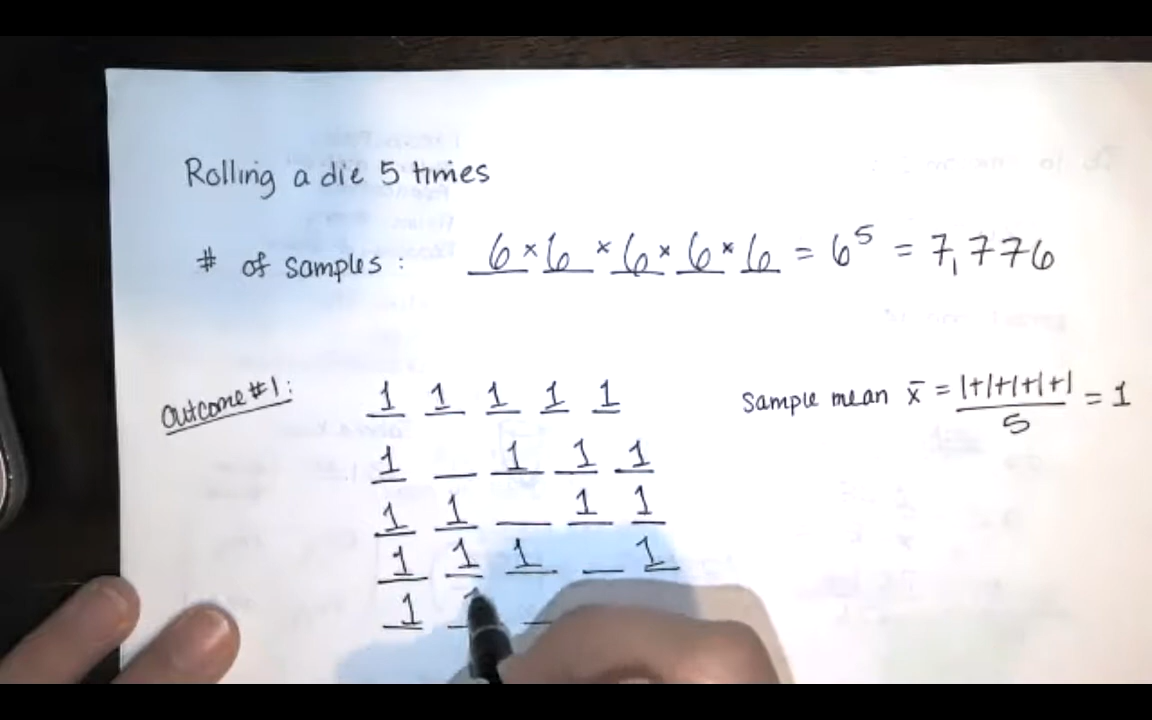 Rolling a die 5 times
# of samples: 6 × 6 × 6 × 6 × 6 = 6⁵ = 7,776
Outcome #1: 1 1 1 1 1 Sample mean x̄ = 1+1+1+1+1 / 5 = 1
1 _ 1 1 1
1 1 _ 1 1
1 1 1 _ 1
1 1 _